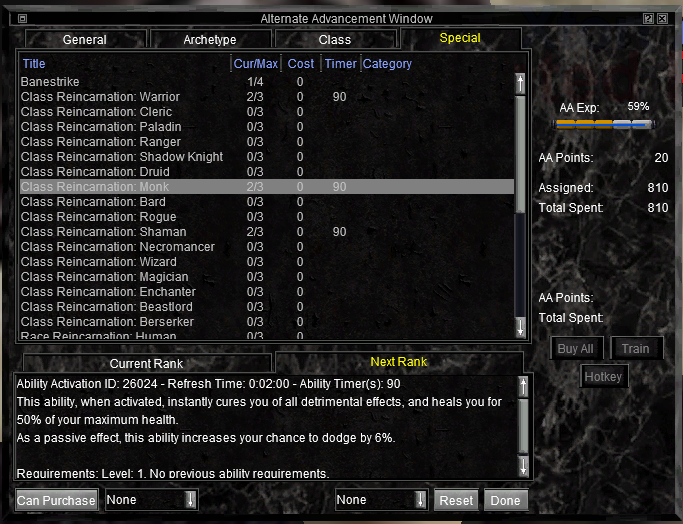 Alternate Advancement Window
General Archetype Class Special
Title Cur/Max Cost Timer Category
Banestrike 1/4 0
Class Reincarnation: Warrior 2/3 0 90
Class Reincarnation: Cleric 0/3 0
Class Reincarnation: Paladin 0/3 0
Class Reincarnation: Ranger 0/3 0
Class Reincarnation: Shadow Knight 0/3 0
Class Reincarnation: Druid 0/3 0
Class Reincarnation: Monk 2/3 0 90
Class Reincarnation: Bard 0/3 0
Class Reincarnation: Rogue 0/3 0
Class Reincarnation: Shaman 2/3 0 90
Class Reincarnation: Necromancer 0/3 0
Class Reincarnation: Wizard 0/3 0
Class Reincarnation: Magician 0/3 0
Class Reincarnation: Enchanter 0/3 0
Class Reincarnation: Beastlord 0/3 0
Class Reincarnation: Berserker 0/3 0
Race Reincarnation: Human 0/3 0
AA Exp: 59%
AA Points: 20
Assigned: 810
Total Spent: 810
AA Points:
Total Spent:
Buy All Train
Hotkey
Current Rank Next Rank
Ability Activation ID: 26024 - Refresh Time: 0:02:00 - Ability Timer(s): 90
This ability, when activated, instantly cures you of all detrimental effects, and heals you for
50% of your maximum health.
As a passive effect, this ability increases your chance to dodge by 6%.
Requirements: Level: 1. No previous ability requirements.
Can Purchase None None Reset Done